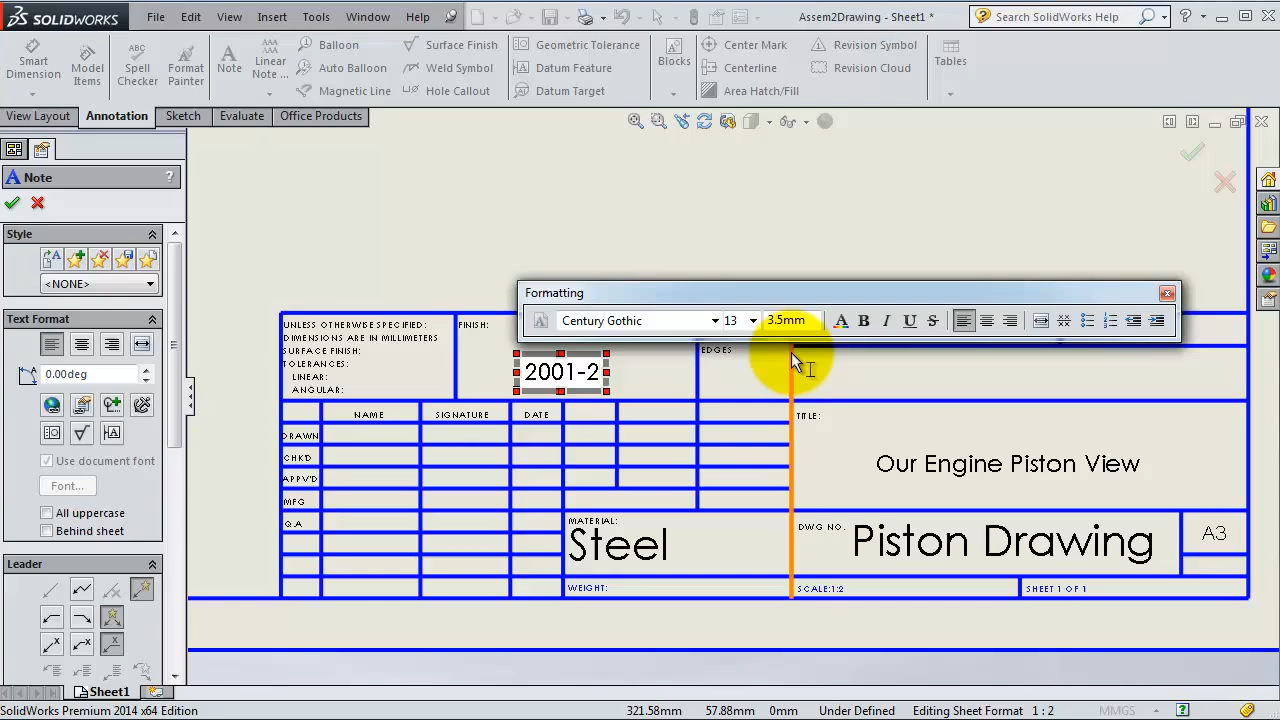 SOLIDWORKS File Edit View Insert Tools Window Help Assem2Drawing - Sheet1 * Search SolidWorks Help
Smart Dimension
Model Items
Spell Checker
Format Painter
Note
Linear Note ...
Balloon
Auto Balloon
Magnetic Line
Surface Finish
Weld Symbol
Hole Callout
Geometric Tolerance
Datum Feature
Datum Target
Blocks
Center Mark
Centerline
Area Hatch/Fill
Revision Symbol
Revision Cloud
Tables
View Layout Annotation Sketch Evaluate Office Products
Note ?
Style
<NONE>
Text Format
0.00deg
Use document font
Font...
All uppercase
Behind sheet
Leader
Formatting
Century Gothic 13 3.5mm A B I U S
UNLESS OTHERWISE SPECIFIED:
DIMENSIONS ARE IN MILLIMETERS
SURFACE FINISH:
TOLERANCES:
LINEAR:
ANGULAR:
FINISH:
2001-2
EDGES
NAME SIGNATURE DATE
DRAWN
CHK'D
APPV'D
MFG
Q.A
TITLE:
Our Engine Piston View
MATERIAL:
Steel
DWG NO.
Piston Drawing
A3
WEIGHT:
SCALE:1:2
SHEET 1 OF 1
Sheet1
SolidWorks Premium 2014 x64 Edition 321.58mm 57.88mm 0mm Under Defined Editing Sheet Format 1 : 2 MMGS